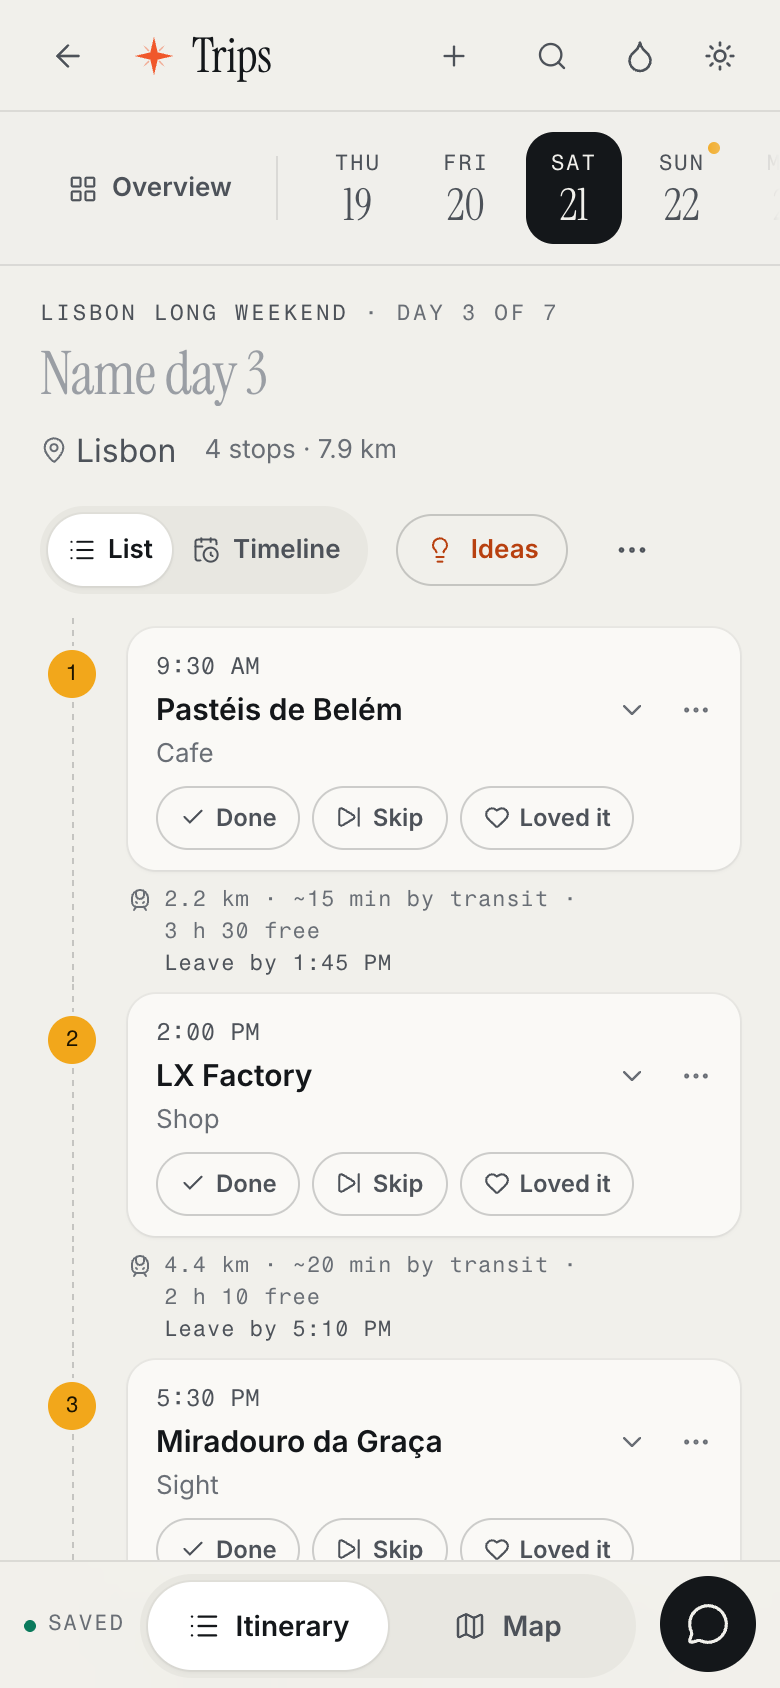 Trips
Overview
THU
19
FRI
20
SAT
21
SUN
22
LISBON LONG WEEKEND · DAY 3 OF 7
Name day 3
Lisbon 4 stops · 7.9 km
List Timeline Ideas
1
9:30 AM
Pastéis de Belém
Cafe
Done Skip Loved it
2.2 km · ~15 min by transit ·
3 h 30 free
Leave by 1:45 PM
2
2:00 PM
LX Factory
Shop
Done Skip Loved it
4.4 km · ~20 min by transit ·
2 h 10 free
Leave by 5:10 PM
3
5:30 PM
Miradouro da Graça
Sight
Done Skip Loved it
SAVED Itinerary Map